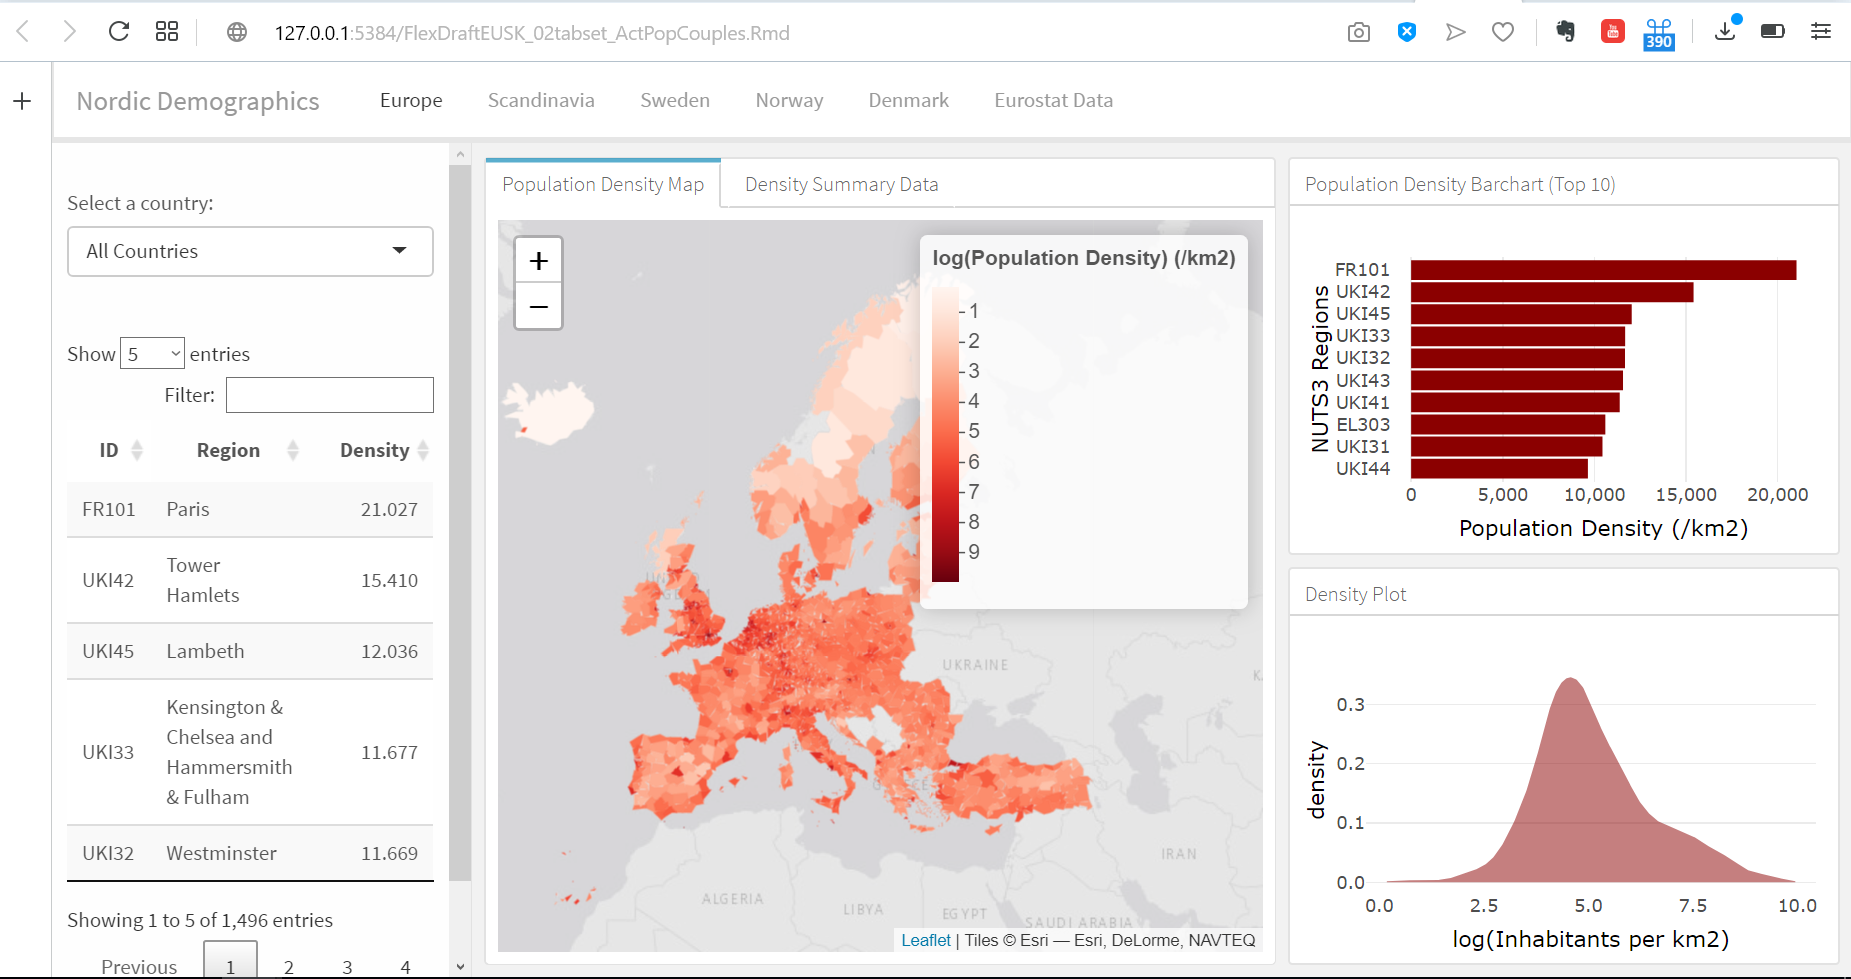 127.0.0.1:5384/FlexDraftEUSK_02tabset_ActPopCouples.Rmd
390
Nordic Demographics
Europe
Scandinavia
Sweden
Norway
Denmark
Eurostat Data
Select a country:
All Countries
Show 5 entries
Filter:
ID Region Density
FR101 Paris 21.027
UKI42 Tower Hamlets 15.410
UKI45 Lambeth 12.036
UKI33 Kensington & Chelsea and Hammersmith & Fulham 11.677
UKI32 Westminster 11.669
Showing 1 to 5 of 1,496 entries
Previous 1 2 3 4
Population Density Map
Density Summary Data
+
−
log(Population Density) (/km2)
1
2
3
4
5
6
7
8
9
UKRAINE
IRAN
ALGERIA
LIBYA
EGYPT
SAUDI ARABIA
Leaflet | Tiles © Esri — Esri, DeLorme, NAVTEQ
Population Density Barchart (Top 10)
NUTS3 Regions
FR101
UKI42
UKI45
UKI33
UKI32
UKI43
UKI41
EL303
UKI31
UKI44
0 5,000 10,000 15,000 20,000
Population Density (/km2)
Density Plot
density
0.3
0.2
0.1
0.0
0.0 2.5 5.0 7.5 10.0
log(Inhabitants per km2)